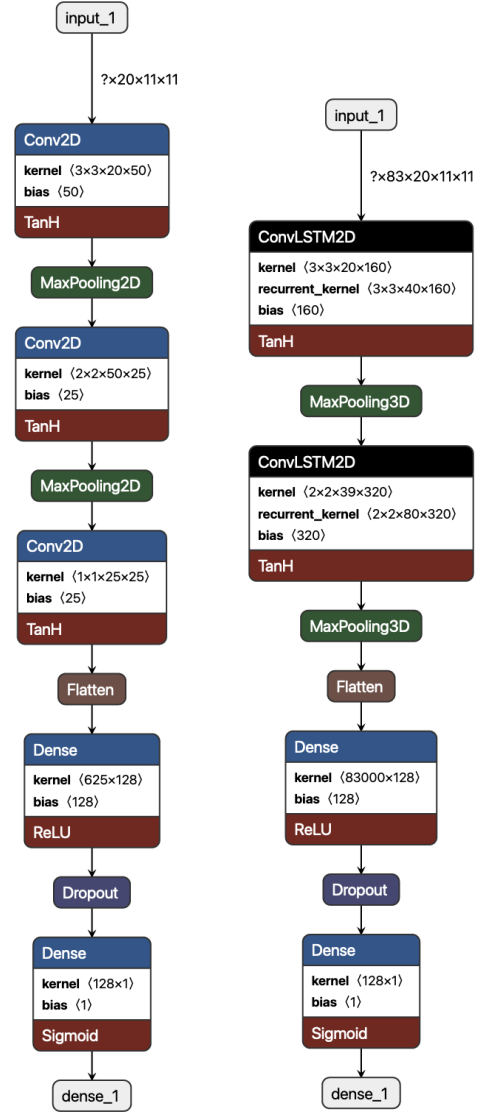 input_1
?×20×11×11
Conv2D
kernel ⟨3×3×20×50⟩
bias ⟨50⟩
TanH
MaxPooling2D
Conv2D
kernel ⟨2×2×50×25⟩
bias ⟨25⟩
TanH
MaxPooling2D
Conv2D
kernel ⟨1×1×25×25⟩
bias ⟨25⟩
TanH
Flatten
Dense
kernel ⟨625×128⟩
bias ⟨128⟩
ReLU
Dropout
Dense
kernel ⟨128×1⟩
bias ⟨1⟩
Sigmoid
dense_1
input_1
?×83×20×11×11
ConvLSTM2D
kernel ⟨3×3×20×160⟩
recurrent_kernel ⟨3×3×40×160⟩
bias ⟨160⟩
TanH
MaxPooling3D
ConvLSTM2D
kernel ⟨2×2×39×320⟩
recurrent_kernel ⟨2×2×80×320⟩
bias ⟨320⟩
TanH
MaxPooling3D
Flatten
Dense
kernel ⟨83000×128⟩
bias ⟨128⟩
ReLU
Dropout
Dense
kernel ⟨128×1⟩
bias ⟨1⟩
Sigmoid
dense_1